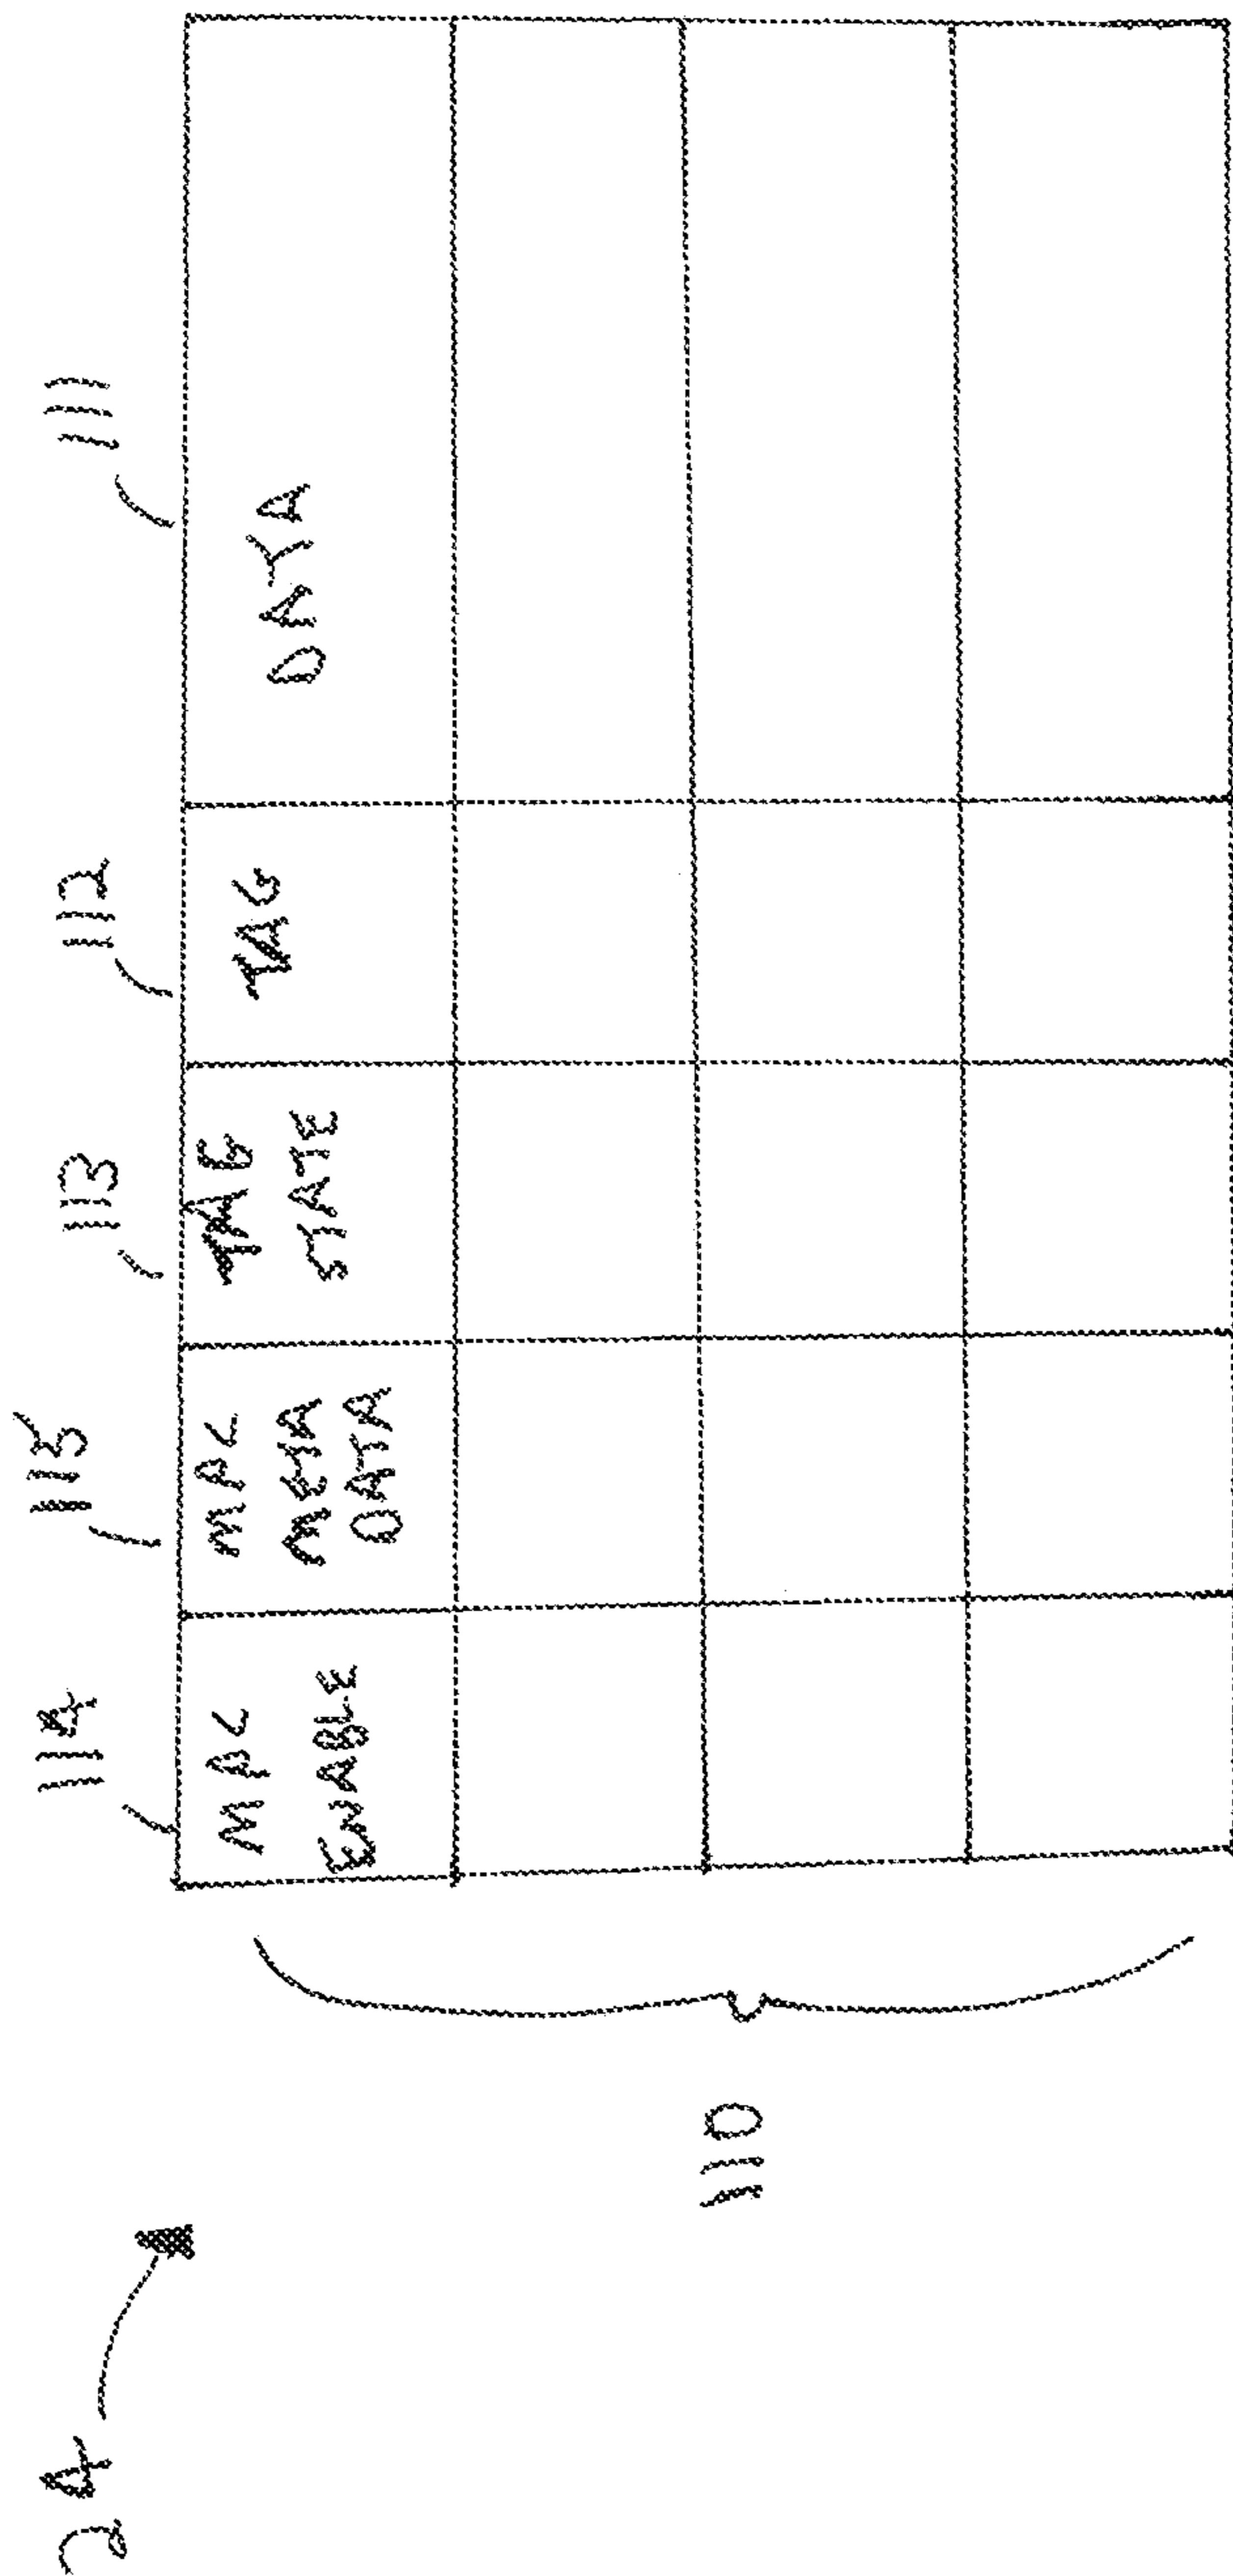 24
114 115 113 112 111
MAC ENABLE
MAC META DATA
TAG STATE
TAG
DATA
110